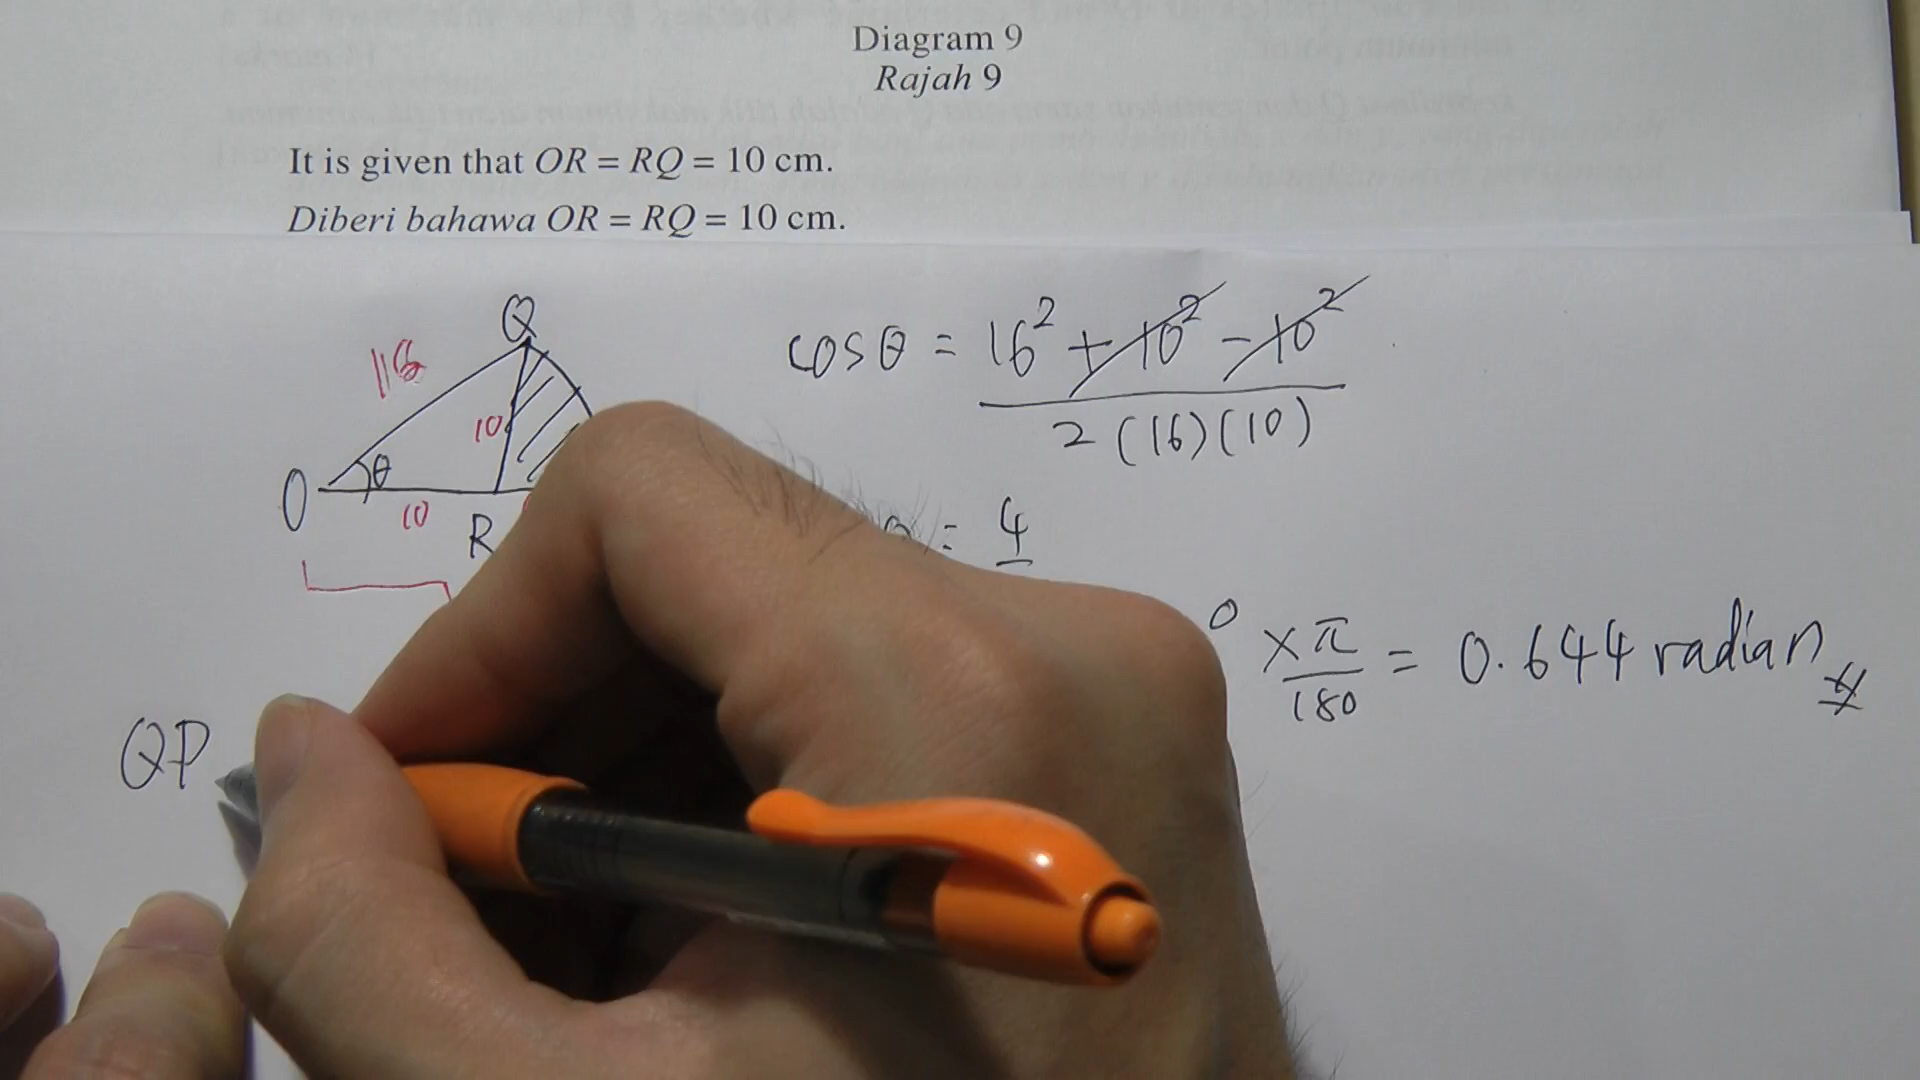 Diagram 9
Rajah 9
It is given that OR = RQ = 10 cm.
Diberi bahawa OR = RQ = 10 cm.
Q
16
10
O θ
10
R
cos θ = 16² + 10² - 10²
2 (16)(10)
= 4
° × π = 0.644 radian
180
QP